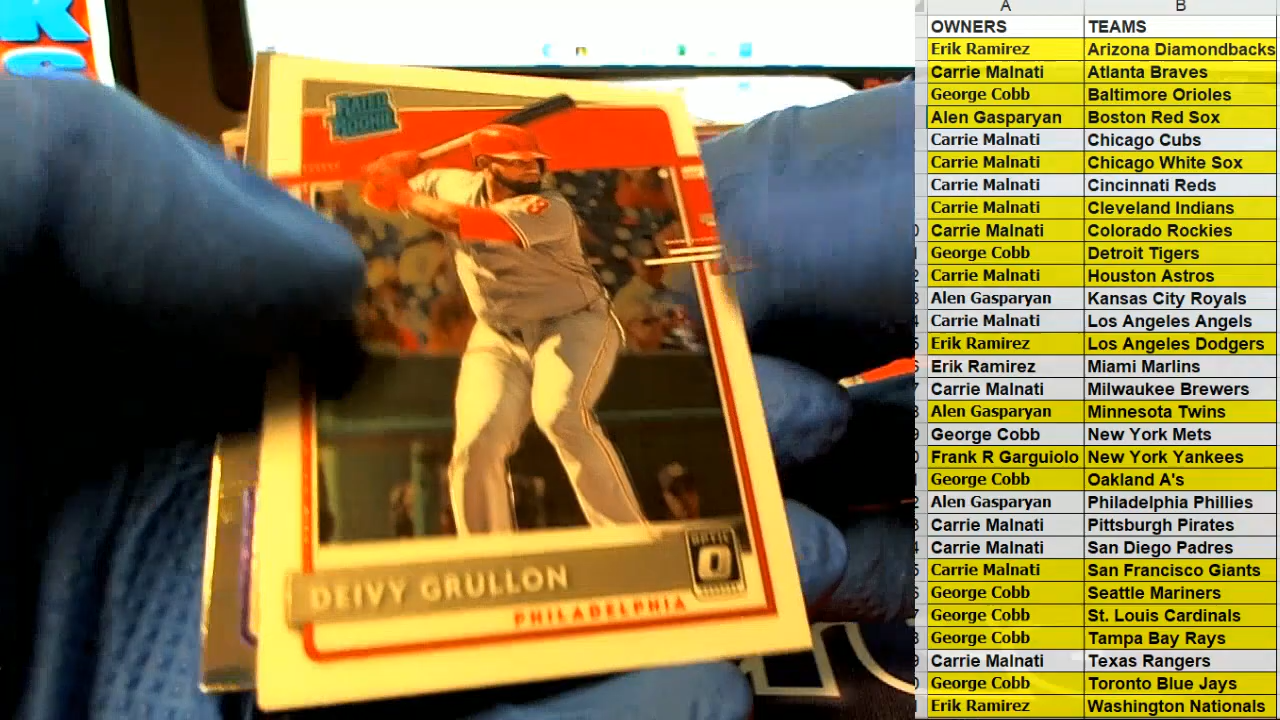 RATED
ROOKIE
DEIVY GRULLON
OPTIC
PHILADELPHIA
A B
OWNERS TEAMS
Erik Ramirez Arizona Diamondbacks
Carrie Malnati Atlanta Braves
George Cobb Baltimore Orioles
Alen Gasparyan Boston Red Sox
Carrie Malnati Chicago Cubs
Carrie Malnati Chicago White Sox
Carrie Malnati Cincinnati Reds
Carrie Malnati Cleveland Indians
Carrie Malnati Colorado Rockies
George Cobb Detroit Tigers
Carrie Malnati Houston Astros
Alen Gasparyan Kansas City Royals
Carrie Malnati Los Angeles Angels
Erik Ramirez Los Angeles Dodgers
Erik Ramirez Miami Marlins
Carrie Malnati Milwaukee Brewers
Alen Gasparyan Minnesota Twins
George Cobb New York Mets
Frank R Garguiolo New York Yankees
George Cobb Oakland A's
Alen Gasparyan Philadelphia Phillies
Carrie Malnati Pittsburgh Pirates
Carrie Malnati San Diego Padres
Carrie Malnati San Francisco Giants
George Cobb Seattle Mariners
George Cobb St. Louis Cardinals
George Cobb Tampa Bay Rays
Carrie Malnati Texas Rangers
George Cobb Toronto Blue Jays
Erik Ramirez Washington Nationals